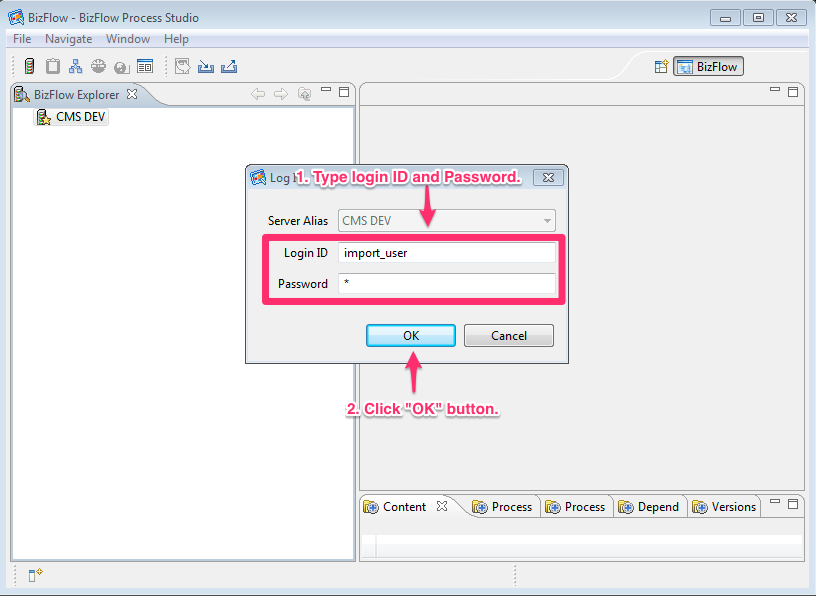 BizFlow - BizFlow Process Studio
File Navigate Window Help
BizFlow
BizFlow Explorer
CMS DEV
Log I
1. Type login ID and Password.
Server Alias CMS DEV
Login ID import_user
Password *
OK Cancel
2. Click "OK" button.
Content Process Process Depend Versions